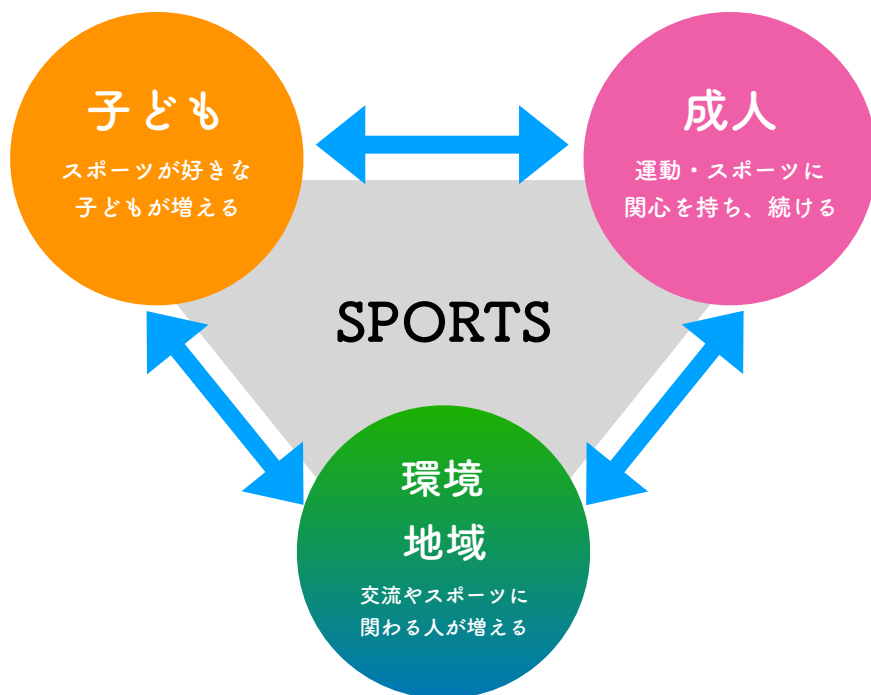 子ども
スポーツが好きな
子どもが増える
成人
運動・スポーツに
関心を持ち、続ける
SPORTS
環境
地域
交流やスポーツに
関わる人が増える